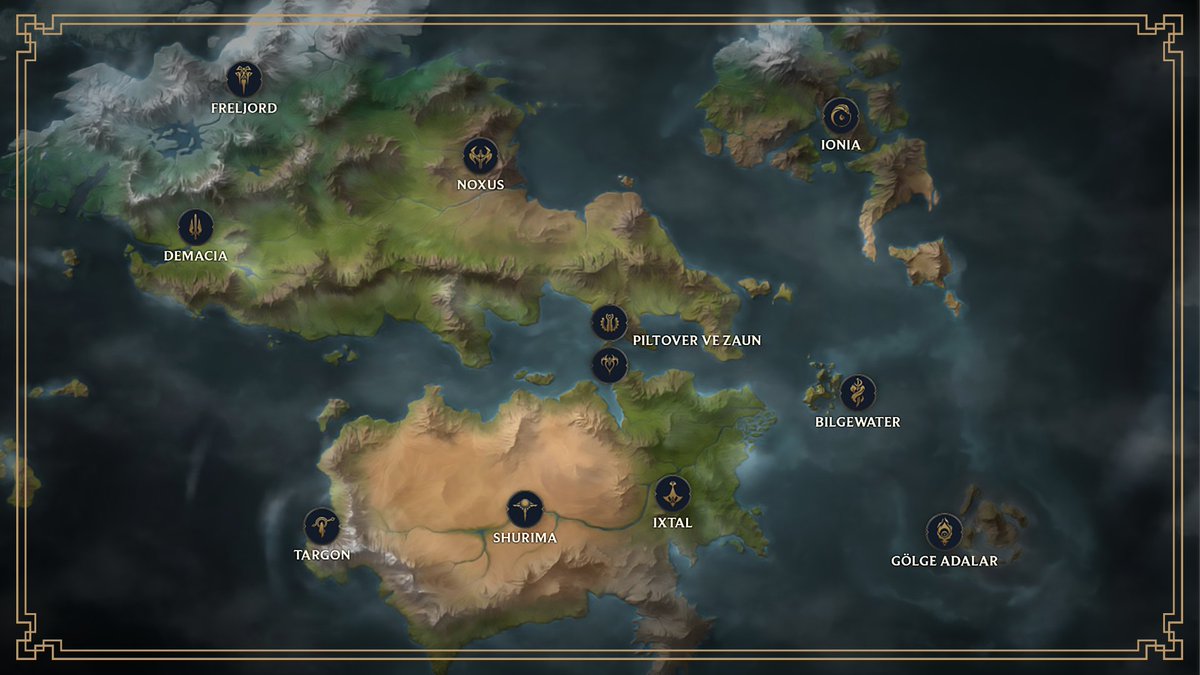 FRELJORD
IONIA
NOXUS
DEMACIA
PILTOVER VE ZAUN
BILGEWATER
IXTAL
SHURIMA
TARGON
GÖLGE ADALAR